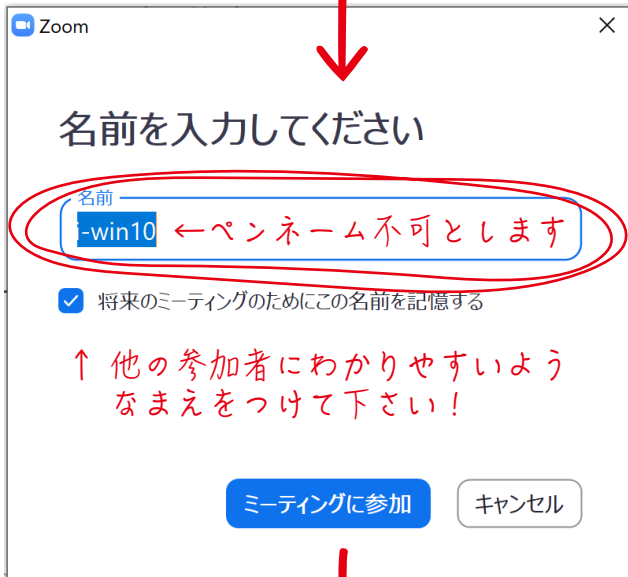 Zoom
名前を入力してください
名前
i-win10 ←ペンネーム不可とします
将来のミーティングのためにこの名前を記憶する
↑ 他の参加者にわかりやすいよう
なまえをつけて下さい！
ミーティングに参加 キャンセル